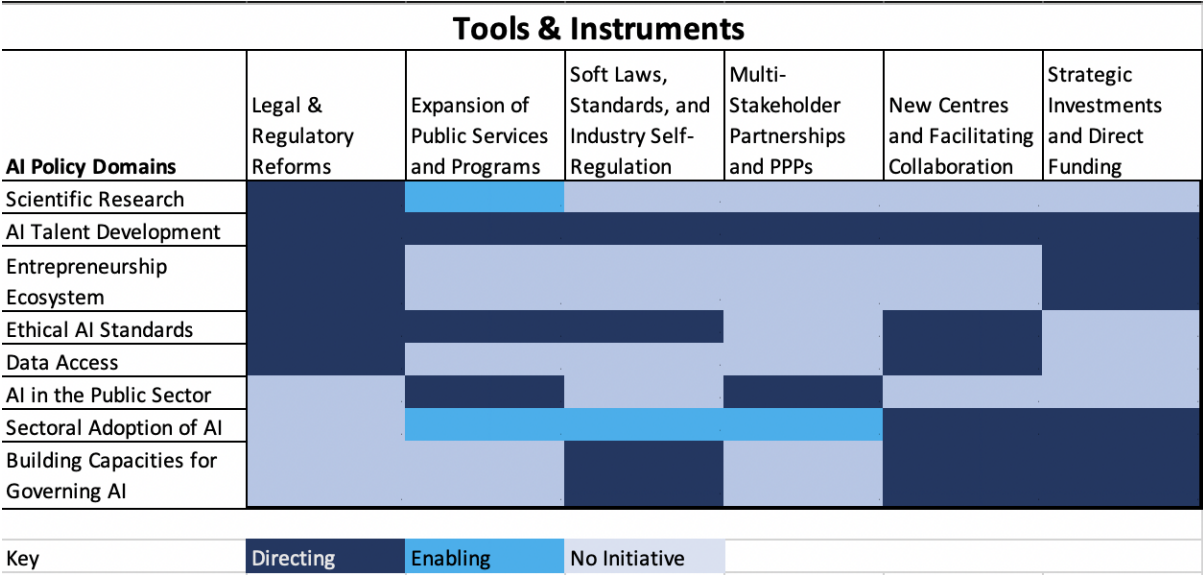 Tools & Instruments
AI Policy Domains
Legal &
Regulatory
Reforms
Expansion of
Public Services
and Programs
Soft Laws,
Standards, and
Industry Self-
Regulation
Multi-
Stakeholder
Partnerships
and PPPs
New Centres
and Facilitating
Collaboration
Strategic
Investments
and Direct
Funding
Scientific Research
AI Talent Development
Entrepreneurship
Ecosystem
Ethical AI Standards
Data Access
AI in the Public Sector
Sectoral Adoption of AI
Building Capacities for
Governing AI
Key
Directing
Enabling
No Initiative